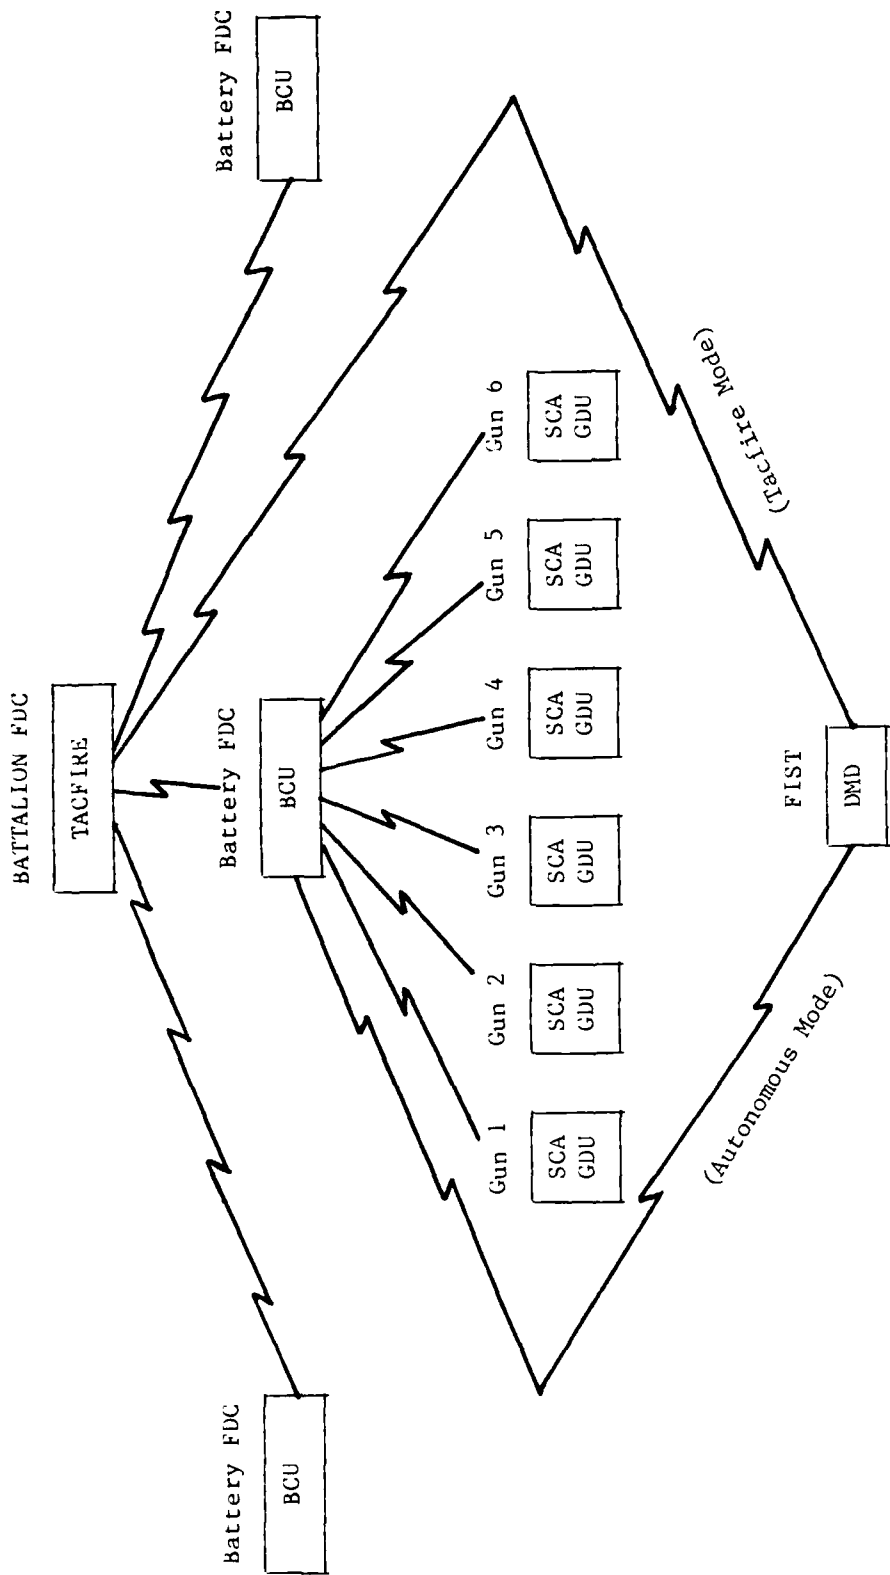 BATTALION FDC
TACFIRE
Battery FDC
BCU
Battery FDC
BCU
Battery FDC
BCU
Gun 1
SCA
GDU
Gun 2
SCA
GDU
Gun 3
SCA
GDU
Gun 4
SCA
GDU
Gun 5
SCA
GDU
Gun 6
SCA
GDU
(Autonomous Mode)
(Tacfire Mode)
FIST
DMD